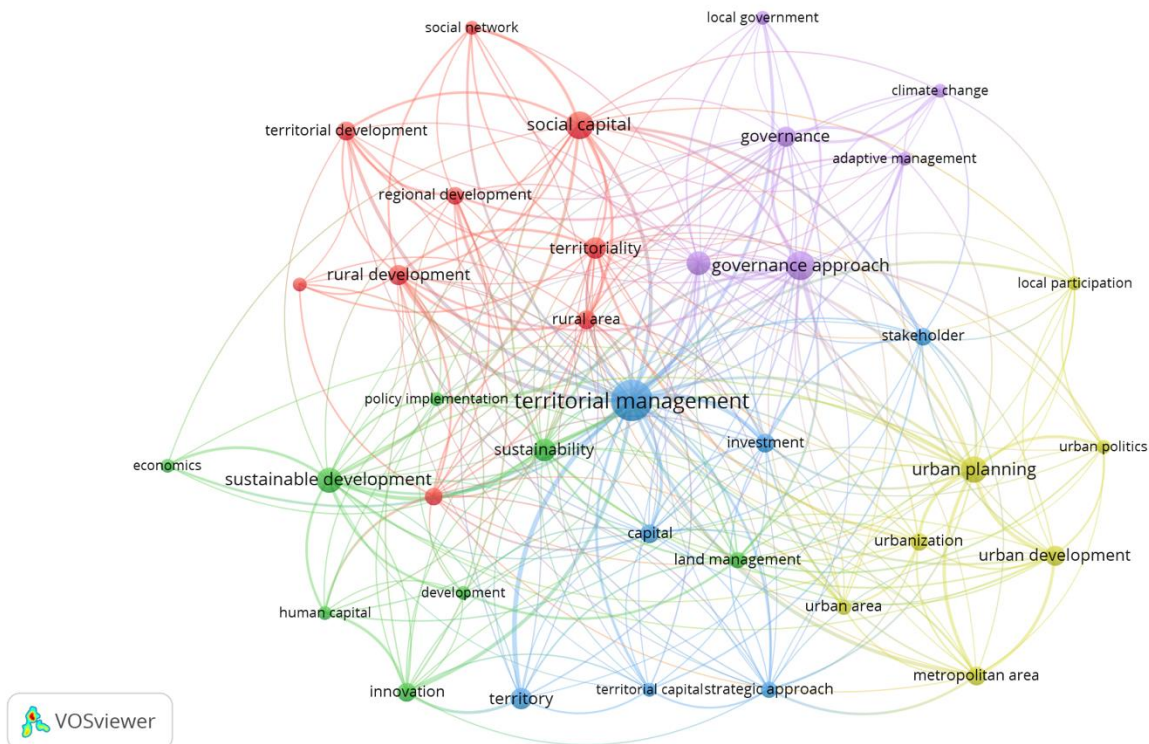 local government
social network
climate change
social capital
territorial development
governance
adaptive management
regional development
territoriality
governance approach
rural development
local participation
rural area
stakeholder
policy implementation
territorial management
investment
urban politics
sustainability
economics
urban planning
sustainable development
capital
urbanization
land management
urban development
development
urban area
human capital
metropolitan area
innovation
territorial capital
strategic approach
territory
VOSviewer